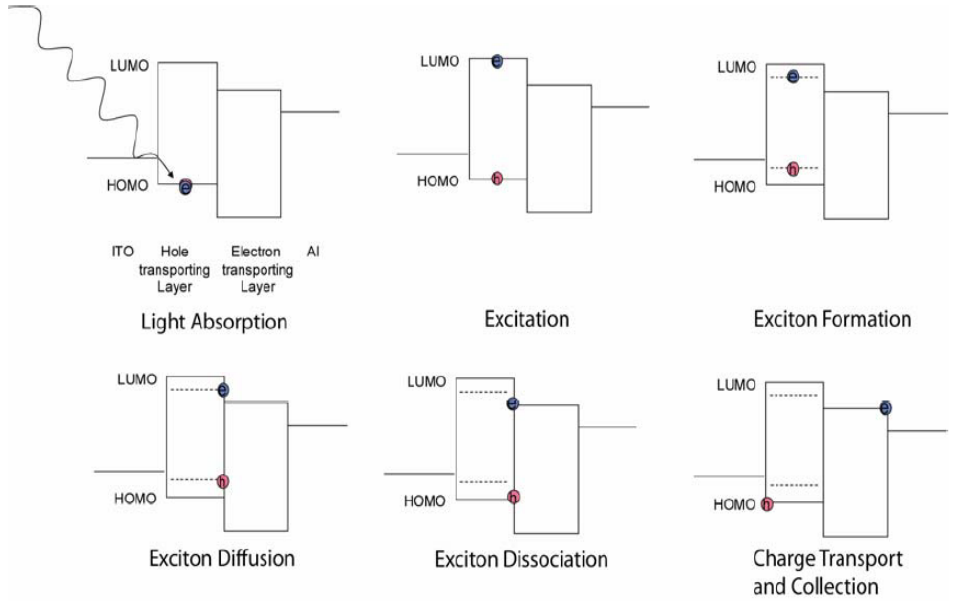 LUMO
HOMO
e
ITO Hole Electron Al
transporting transporting
Layer Layer
Light Absorption
LUMO
e
HOMO
h
Excitation
LUMO
e
h
HOMO
Exciton Formation
LUMO
e
h
HOMO
Exciton Diffusion
LUMO
e
h
HOMO
Exciton Dissociation
LUMO
e
HOMO
h
Charge Transport
and Collection